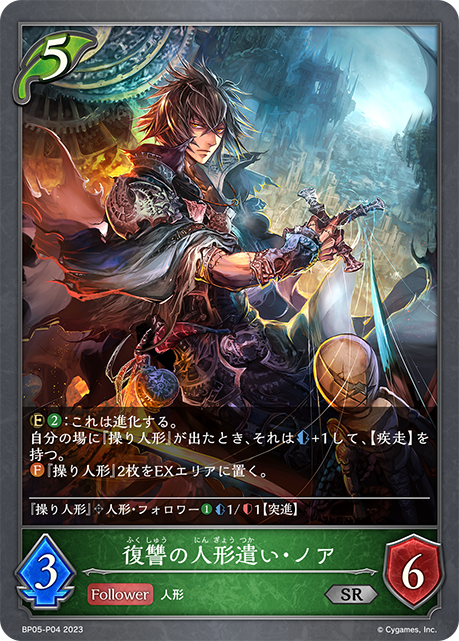 5
Ⓔ②:これは進化する。
自分の場に『操り人形』が出たとき、それは+1して、【疾走】を
持つ。
Ⓕ『操り人形』2枚をEXエリアに置く。
『操り人形』人形・フォロワー①1/1【突進】
ふくしゅう にんぎょうつか
復讐の人形遣い・ノア
3
Follower 人形
SR
6
BP05-P04 2023
© Cygames, Inc.